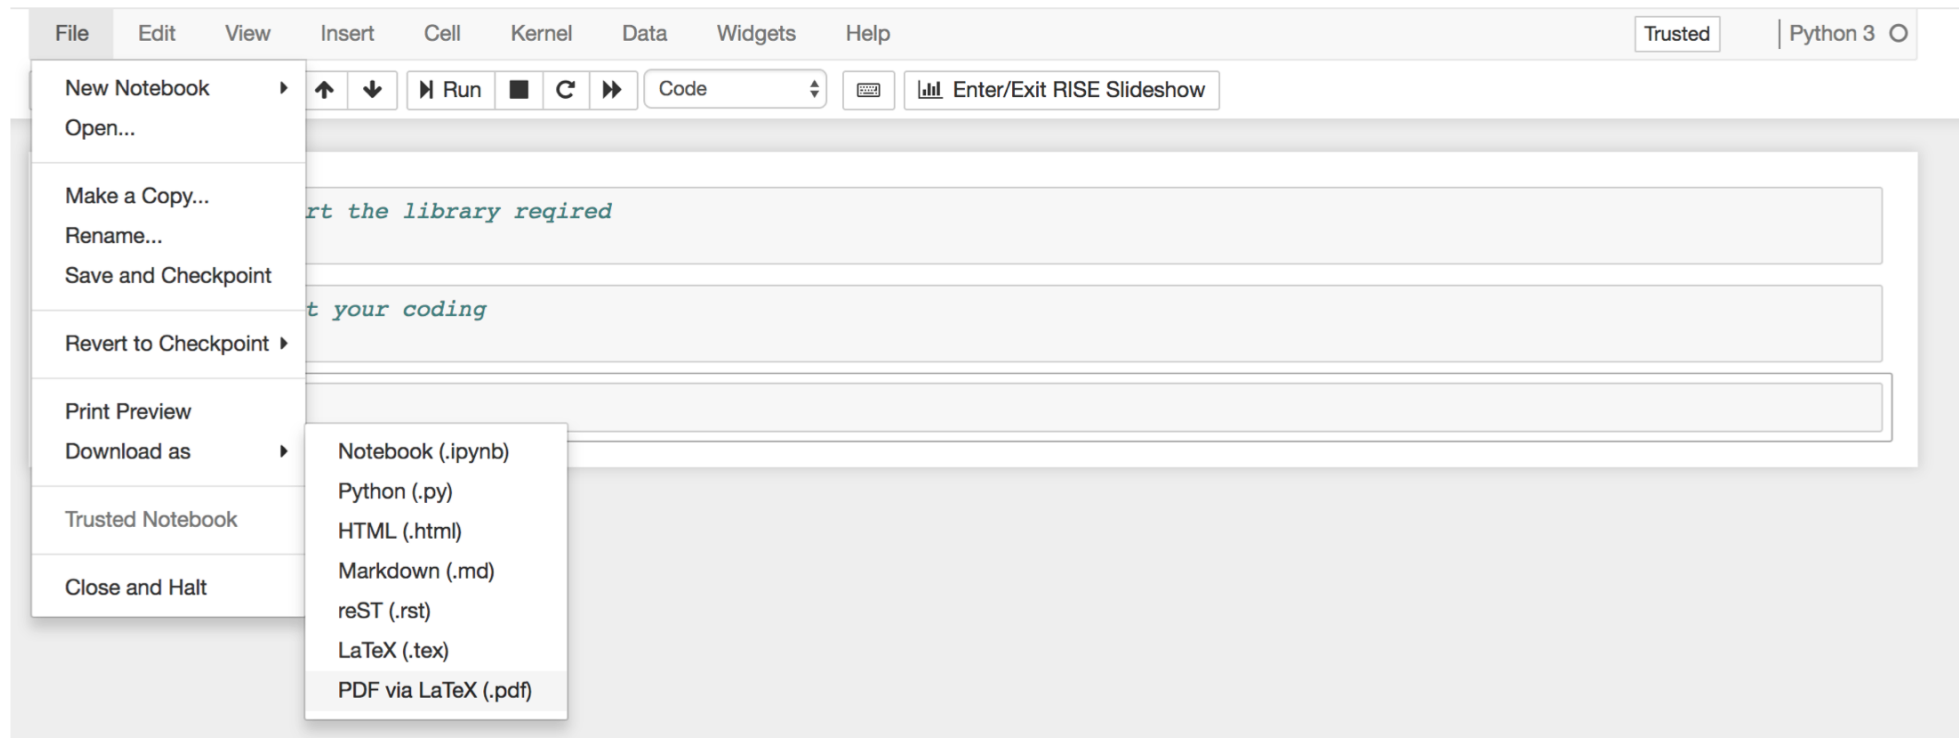 File Edit View Insert Cell Kernel Data Widgets Help Trusted Python 3
New Notebook
Run Code Enter/Exit RISE Slideshow
Open...
Make a Copy...
rt the library reqired
Rename...
Save and Checkpoint
t your coding
Revert to Checkpoint
Print Preview
Download as
Notebook (.ipynb)
Python (.py)
Trusted Notebook
HTML (.html)
Markdown (.md)
Close and Halt
reST (.rst)
LaTeX (.tex)
PDF via LaTeX (.pdf)